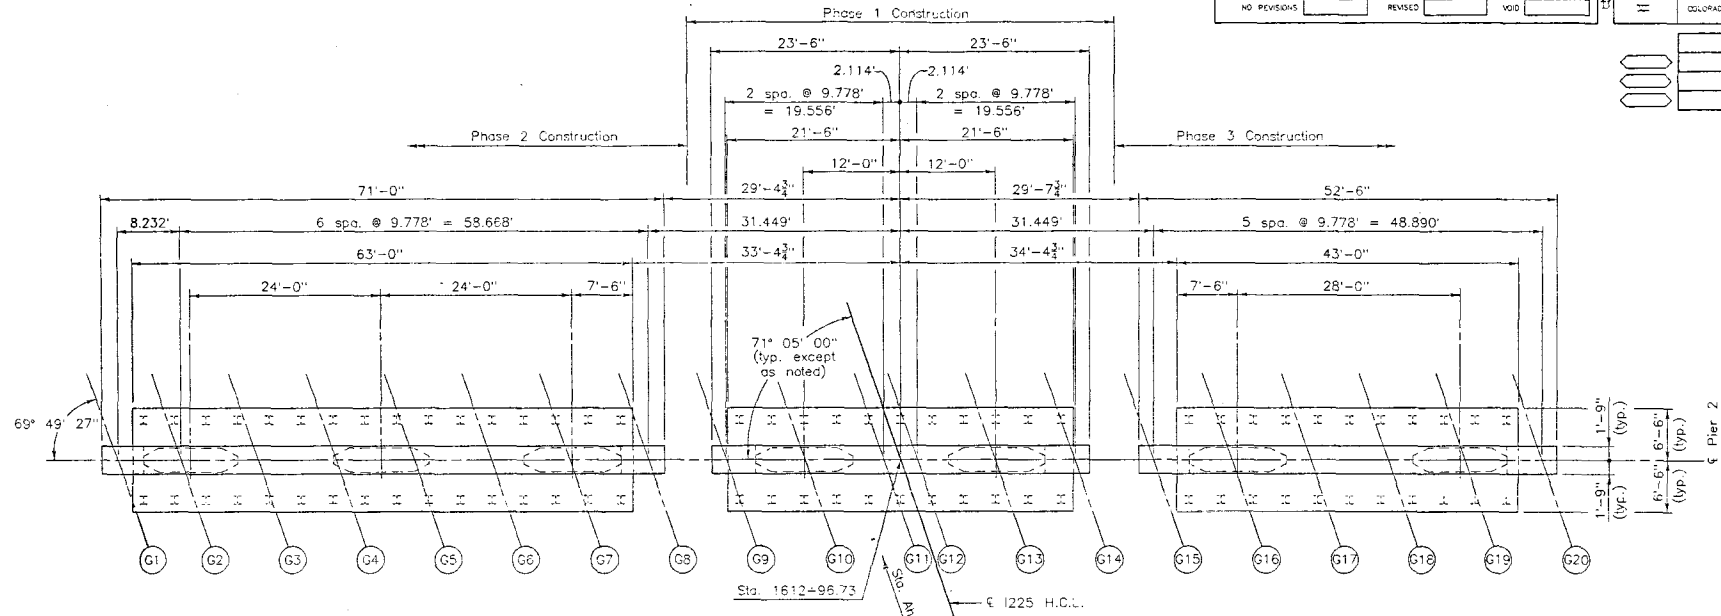 NO REVISIONS
REVISED
VOID
Phase 1 Construction
23'-6" 23'-6"
2.114' 2.114'
2 spa. @ 9.778' 2 spa. @ 9.778'
= 19.556' = 19.556'
Phase 2 Construction
21'-6" 21'-6"
Phase 3 Construction
12'-0" 12'-0"
71'-0" 29'-4¾" 29'-7¾" 52'-6"
8.232' 6 spa. @ 9.778' = 58.668' 31.449' 31.449' 5 spa. @ 9.778' = 48.890'
63'-0" 33'-4¾" 34'-4¾" 43'-0"
24'-0" 24'-0" 7'-6" 7'-6" 28'-0"
71° 05' 00"
(typ. except
as noted)
69° 49' 27"
1'-9"
(typ.)
6'-6"
(typ.)
1'-9"
(typ.)
6'-6"
(typ.)
℄ Pier 2
G1 G2 G3 G4 G5 G6 G7 G8 G9 G10 G11 G12 G13 G14 G15 G16 G17 G18 G19 G20
Sta. 1612+96.73
Sta.
℄ I225 H.C.L.